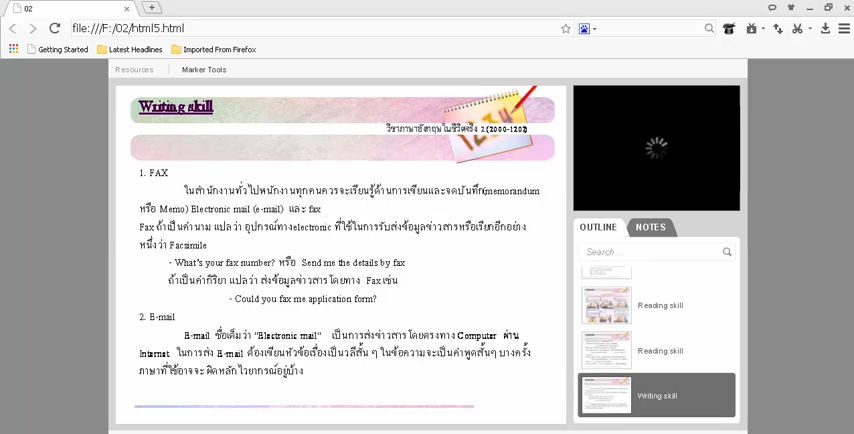 02
file:///F:/02/html5.html
Getting Started
Latest Headlines
Imported From Firefox
Resources
Marker Tools
Writing skill
วิชาภาษาอังกฤษในชีวิตจริง 2 (2000-1202)
1. FAX
ในสำนักงานทั่วไปพนักงานทุกคนควรจะเรียนรู้ด้านการเขียนและจดบันทึก(memorandum
หรือ Memo) Electronic mail (e-mail) และ fax
Fax ถ้าเป็นคำนาม แปลว่า อุปกรณ์ทางelectronic ที่ใช้ในการรับส่งข้อมูลข่าวสารหรือเรียกอีกอย่าง
หนึ่งว่า Facsimile
- What's your fax number? หรือ Send me the details by fax
ถ้าเป็นคำกิริยา แปลว่า ส่งข้อมูลข่าวสาร โดยทาง Fax เช่น
- Could you fax me application form?
2. E-mail
E-mail ชื่อเต็มว่า "Electronic mail" เป็นการส่งข่าวสารโดยตรงทาง Computer ผ่าน
Internet ในการส่ง E-mail ต้องเขียนหัวข้อเรื่องเป็นวลีสั้น ๆ ในข้อความจะเป็นคำพูดสั้นๆ บางครั้ง
ภาษาที่ใช้อาจจะ ผิดหลักไวยากรณ์อยู่บ้าง
OUTLINE
NOTES
Search...
Reading skill
Reading skill
Writing skill